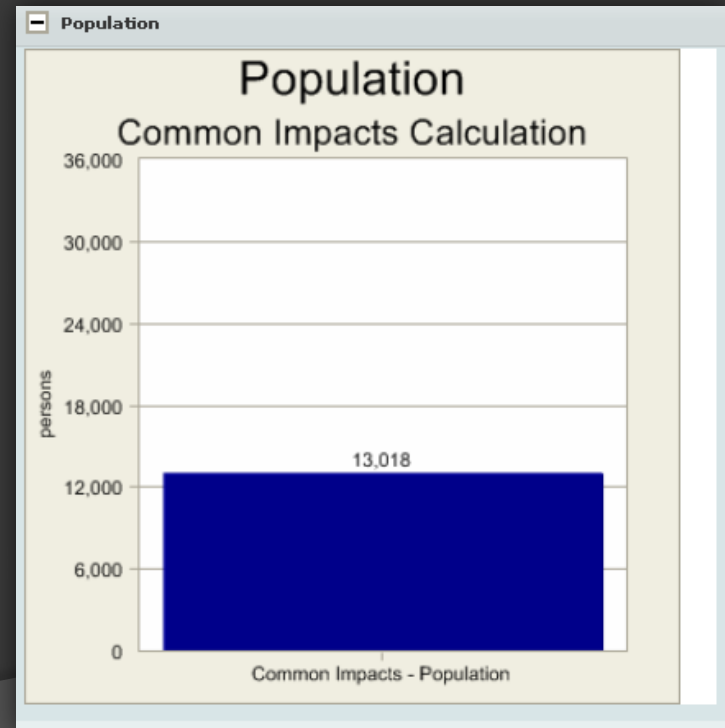 Population
Population
Common Impacts Calculation
36,000
30,000
24,000
18,000
12,000
6,000
0
persons
13,018
Common Impacts - Population